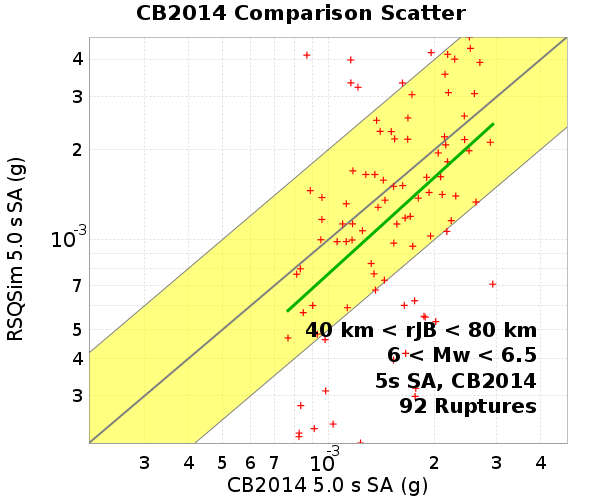 CB2014 Comparison Scatter
RSQSim 5.0 s SA (g)
4
3
2
10-3
7
5
4
3
40 km < rJB < 80 km
6 < Mw < 6.5
5s SA, CB2014
92 Ruptures
3 4 5 6 7 10-3 2 3 4
CB2014 5.0 s SA (g)